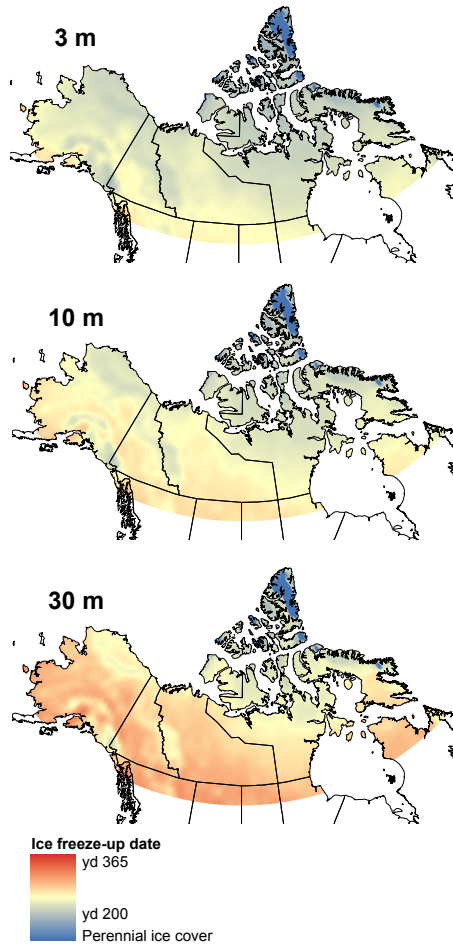 3 m
10 m
30 m
Ice freeze-up date
yd 365
yd 200
Perennial ice cover